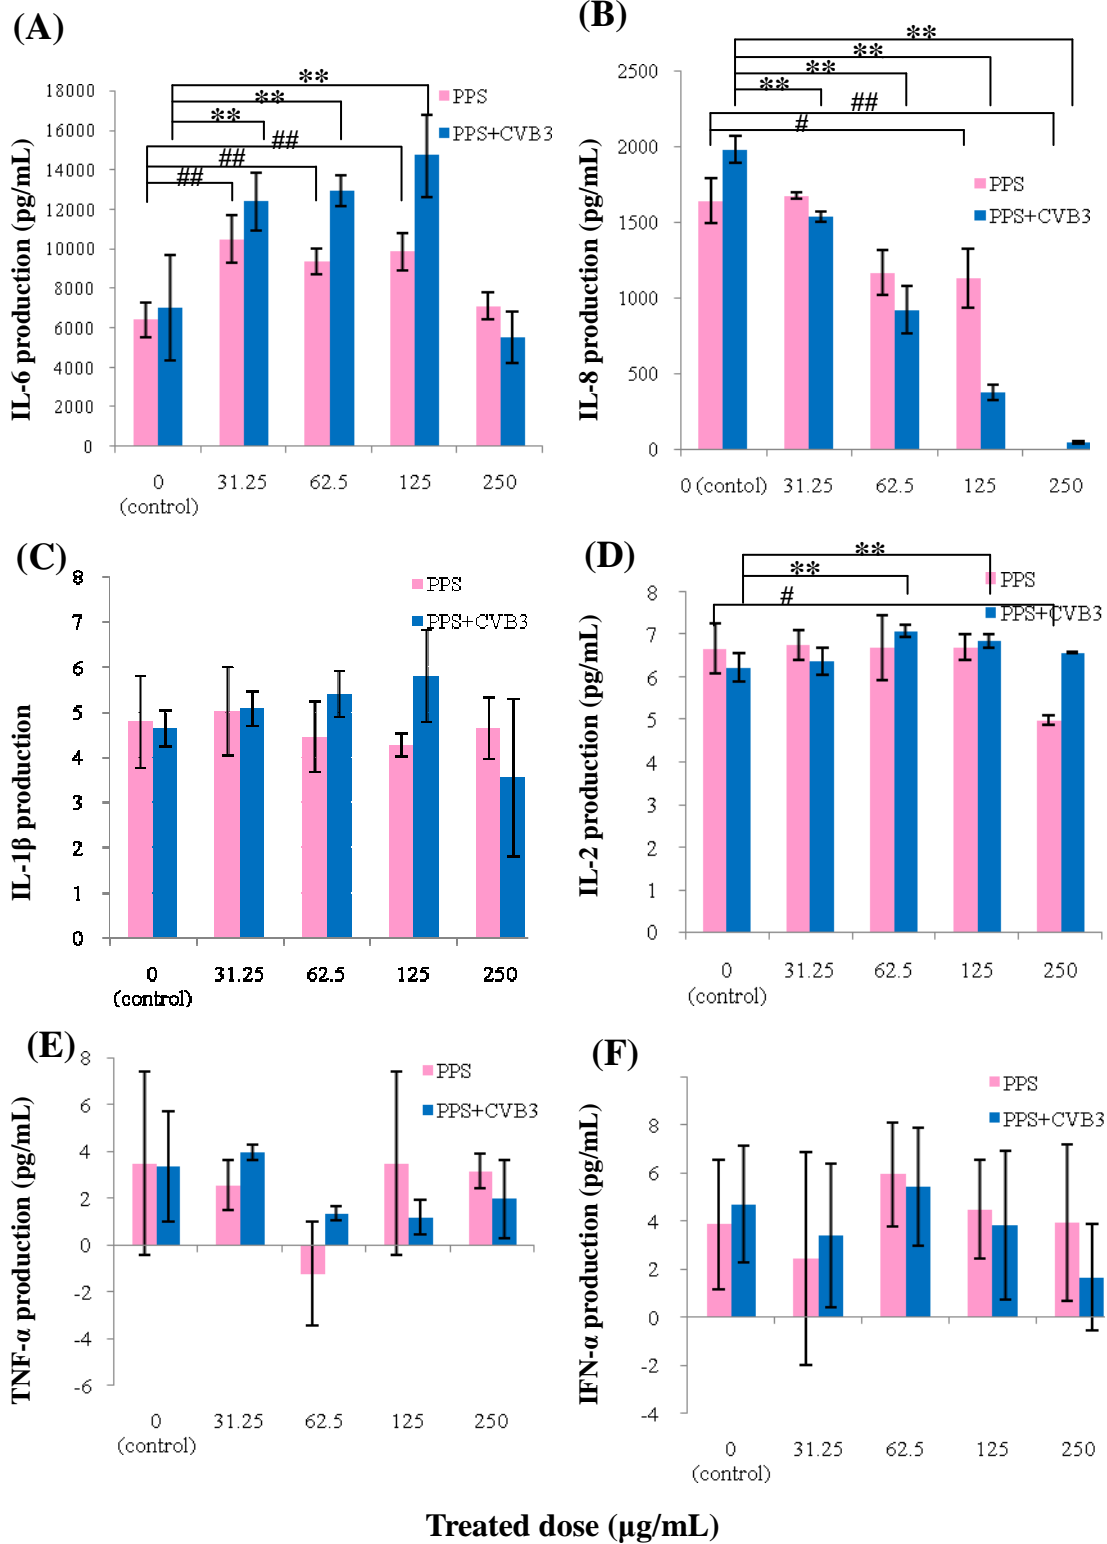 (A)
**
**
**
##
##
##
PPS
PPS+CVB3
IL-6 production (pg/mL)
18000
16000
14000
12000
10000
8000
6000
4000
2000
0
0 31.25 62.5 125 250
(control)
(B)
**
**
**
**
##
#
PPS
PPS+CVB3
IL-8 production (pg/mL)
2500
2000
1500
1000
500
0
0 (contol) 31.25 62.5 125 250
(C)
PPS
PPS+CVB3
IL-1β production
8
7
6
5
4
3
2
1
0
0 31.25 62.5 125 250
(control)
(D)
**
**
#
PPS
PPS+CVB3
IL-2 production (pg/mL)
8
7
6
5
4
3
2
1
0
0 31.25 62.5 125 250
(control)
(E)
PPS
PPS+CVB3
TNF-α production (pg/mL)
8
6
4
2
0
-2
-4
-6
0 31.25 62.5 125 250
(control)
(F)
PPS
PPS+CVB3
IFN-α production (pg/mL)
8
6
4
2
0
-2
-4
0 31.25 62.5 125 250
(control)
Treated dose (μg/mL)